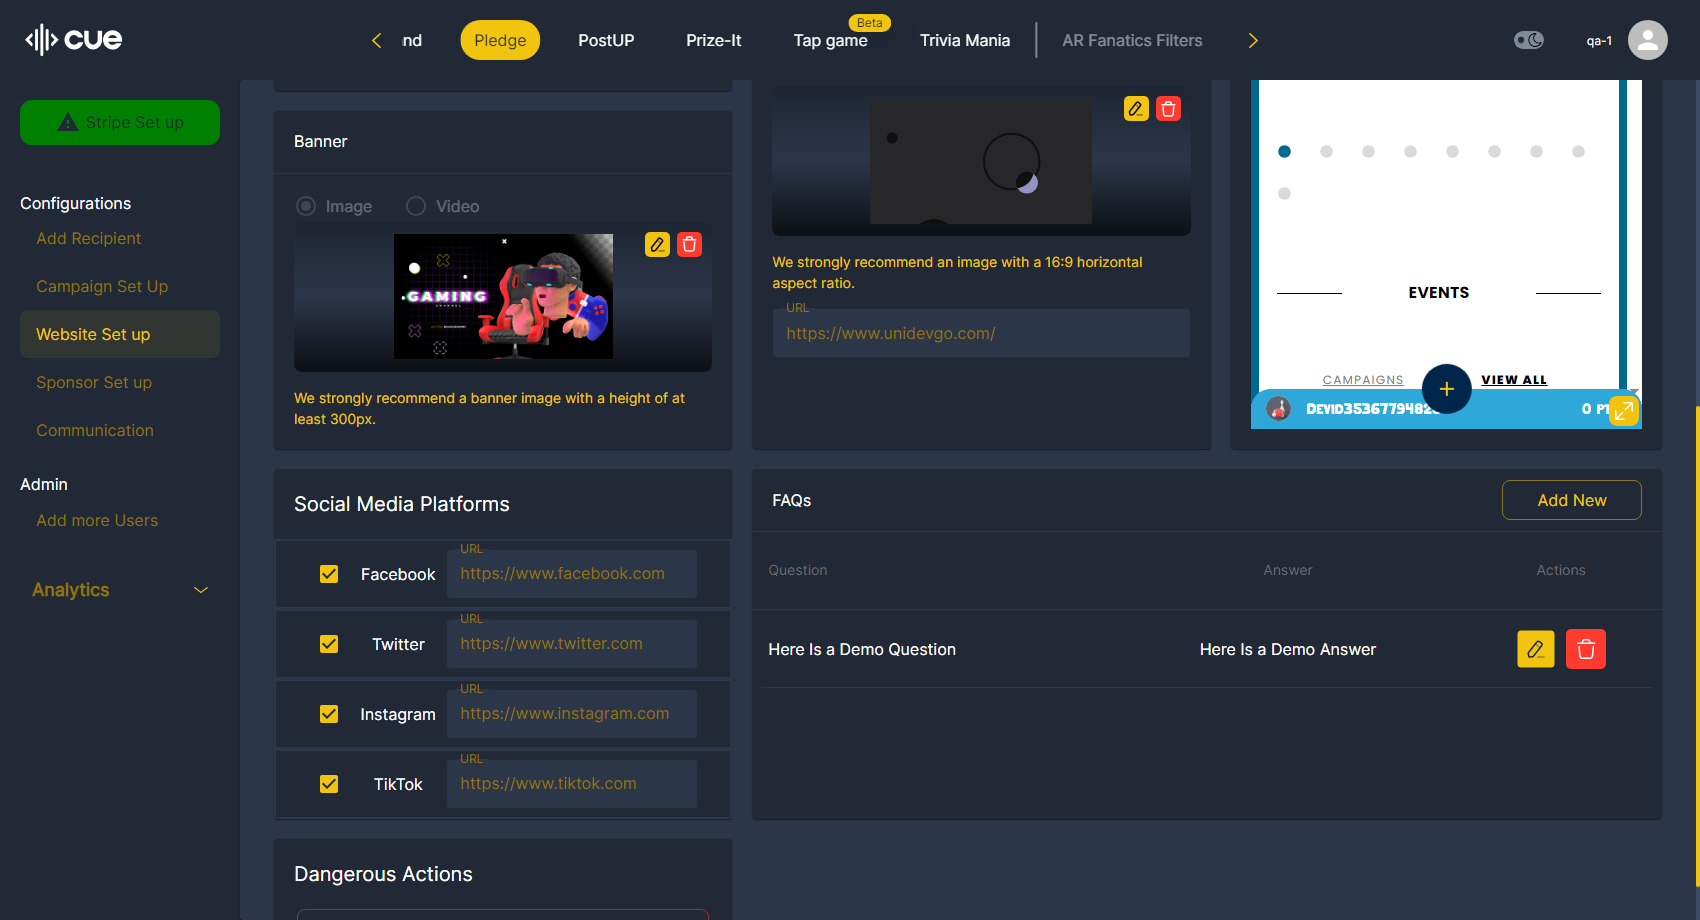 cue
nd
Pledge
PostUP
Prize-It
Tap game
Beta
Trivia Mania
AR Fanatics Filters
qa-1
Stripe Set up
Configurations
Add Recipient
Campaign Set Up
Website Set up
Sponsor Set up
Communication
Admin
Add more Users
Analytics
Banner
Image
Video
GAMING
We strongly recommend a banner image with a height of at
least 300px.
We strongly recommend an image with a 16:9 horizontal
aspect ratio.
URL
https://www.unidevgo.com/
EVENTS
CAMPAIGNS
VIEW ALL
0
Social Media Platforms
Facebook
URL
https://www.facebook.com
Twitter
URL
https://www.twitter.com
Instagram
URL
https://www.instagram.com
TikTok
URL
https://www.tiktok.com
FAQs
Add New
Question
Answer
Actions
Here Is a Demo Question
Here Is a Demo Answer
Dangerous Actions